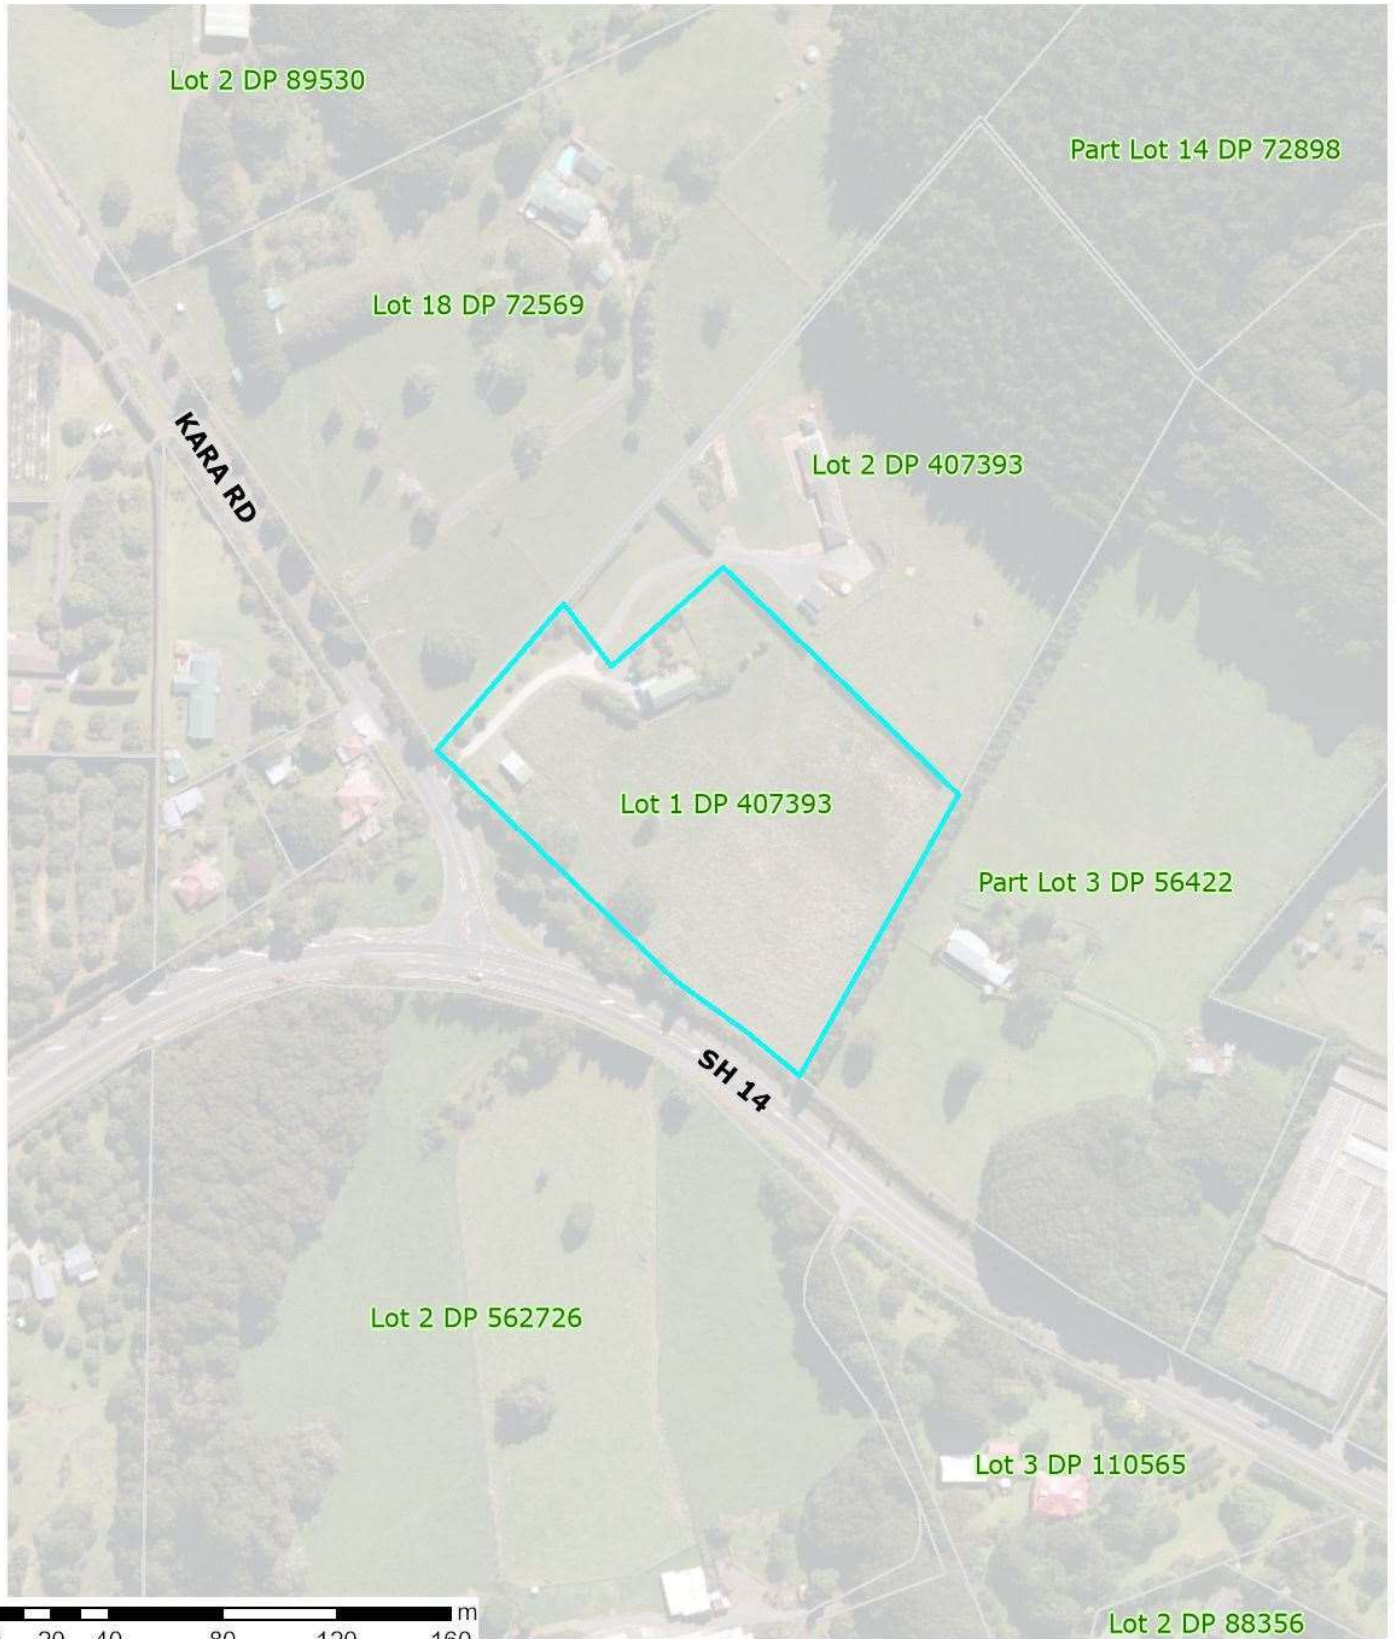 Lot 2 DP 89530
Part Lot 14 DP 72898
Lot 18 DP 72569
KARA RD
Lot 2 DP 407393
Lot 1 DP 407393
Part Lot 3 DP 56422
SH 14
Lot 2 DP 562726
Lot 3 DP 110565
Lot 2 DP 88356
m
20 40 80 120 160